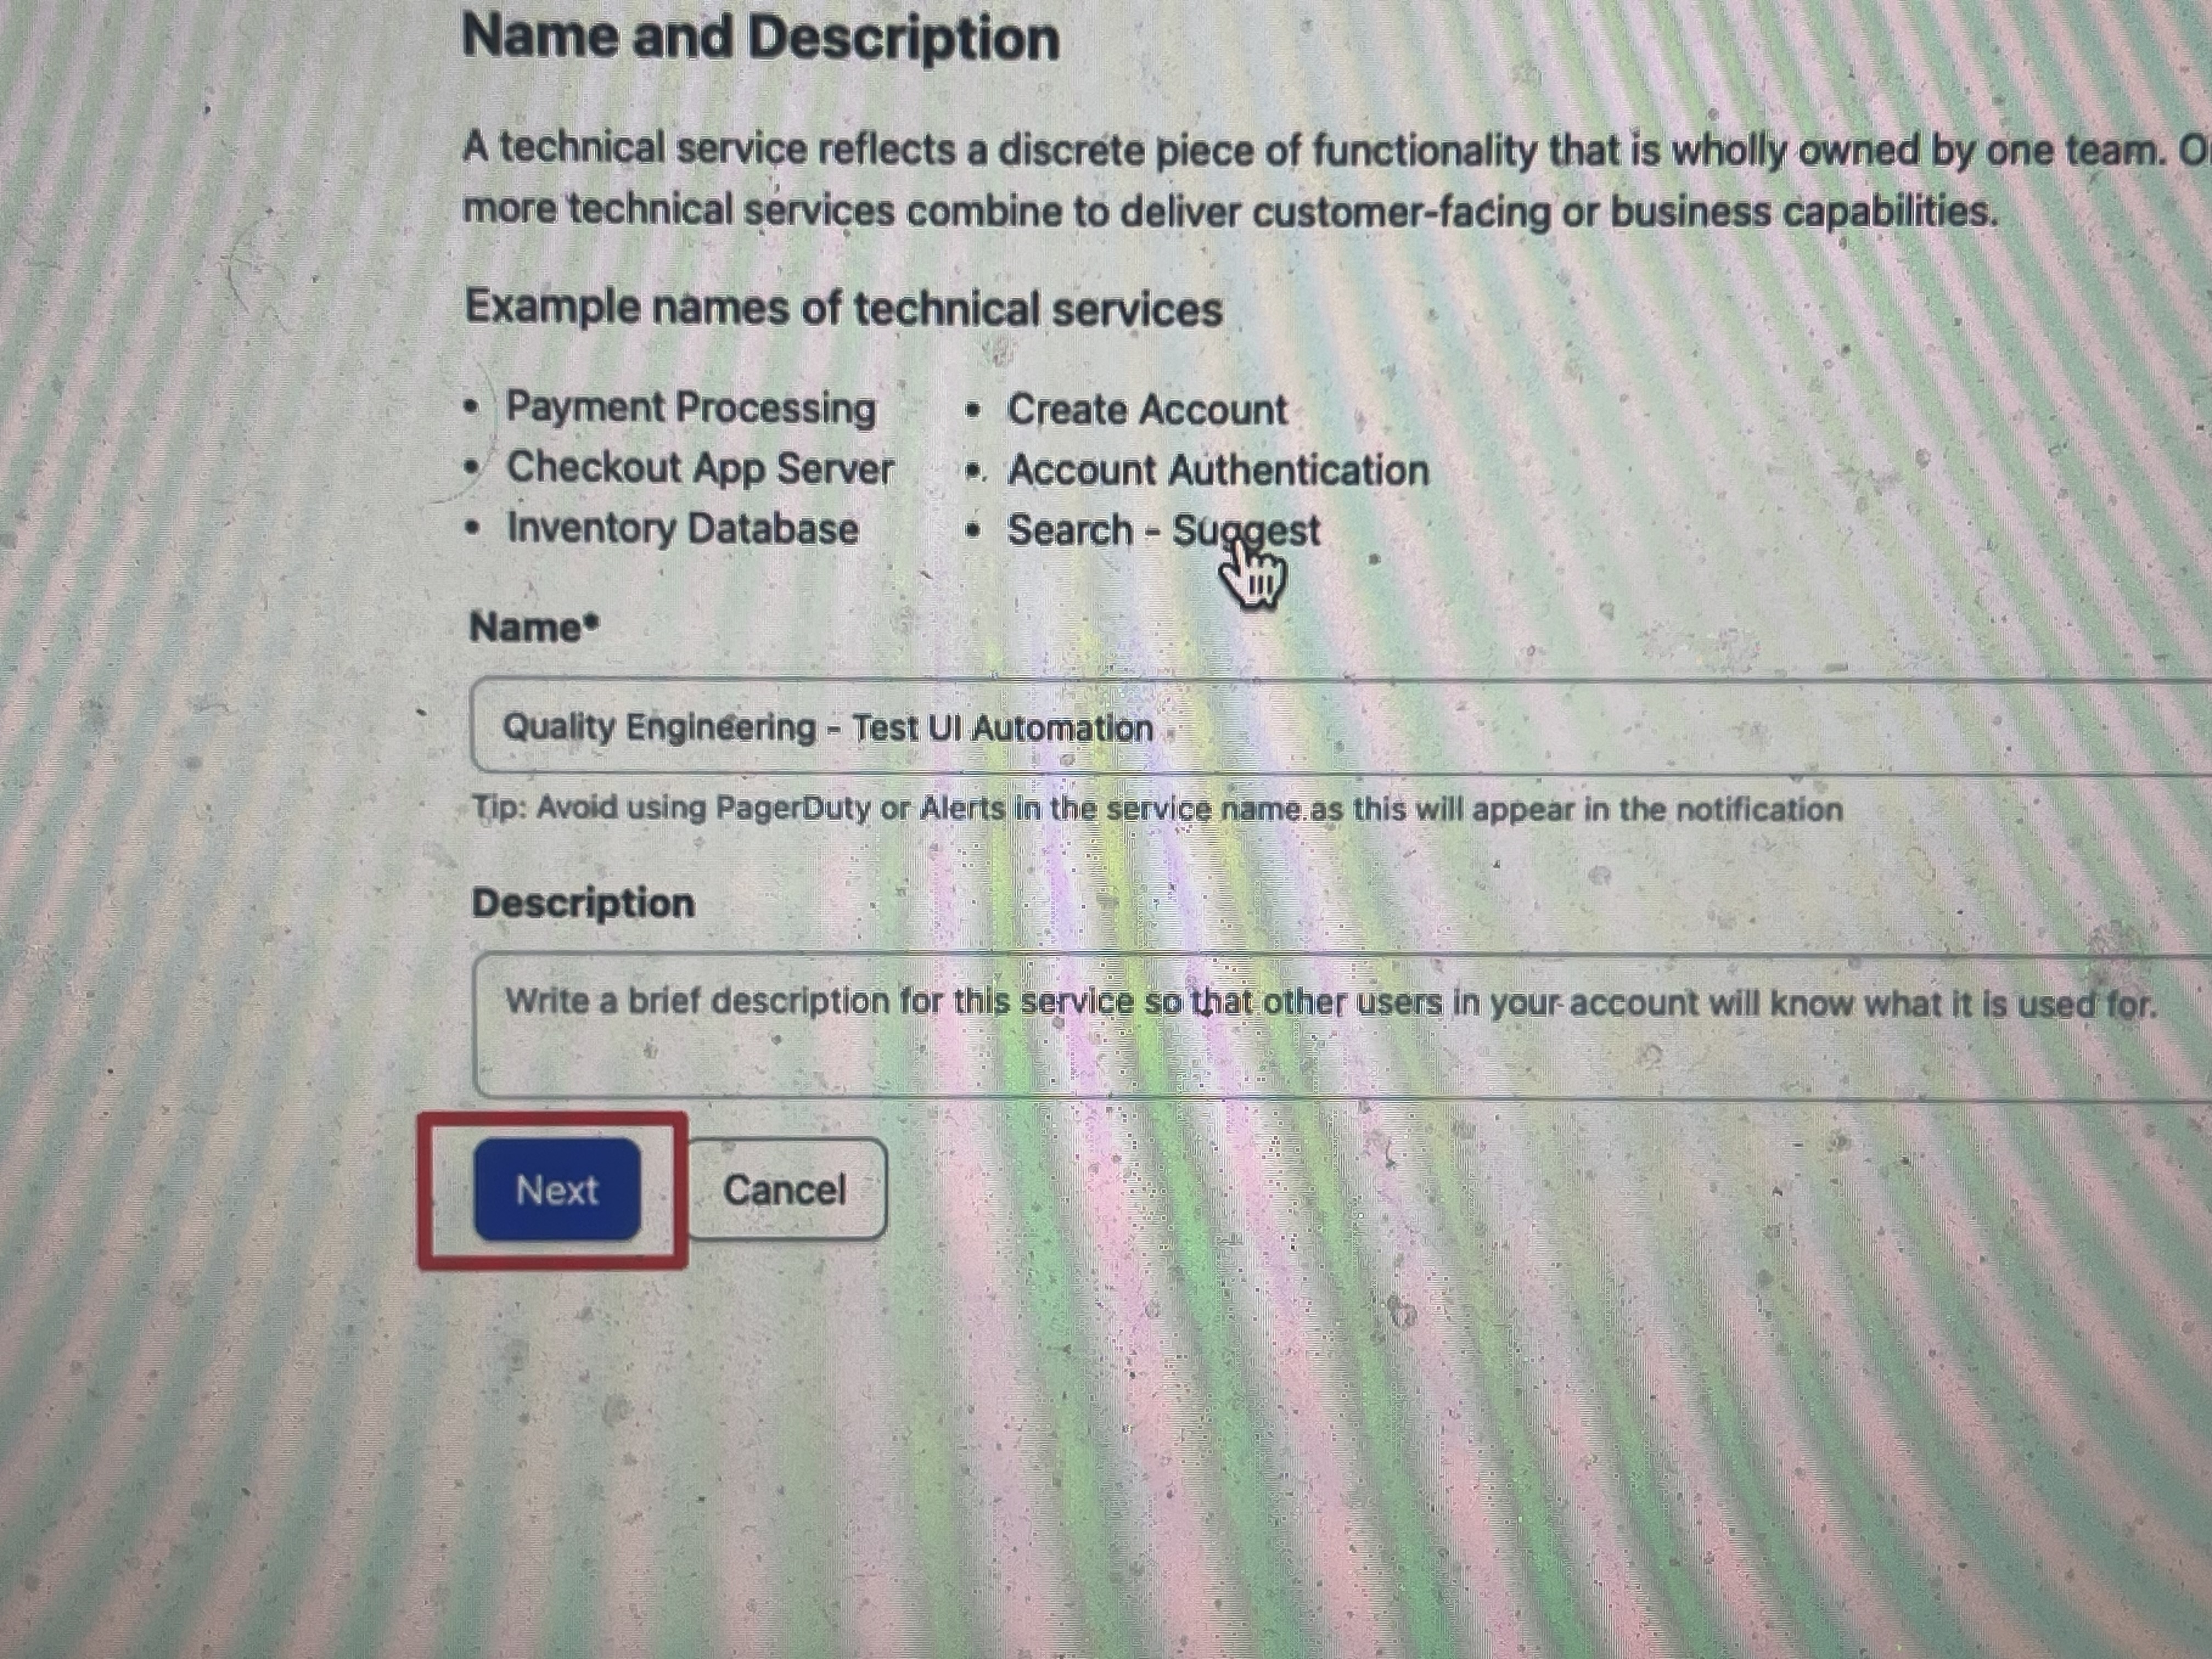 Name and Description
A technical service reflects a discrete piece of functionality that is wholly owned by one team.
more technical services combine to deliver customer-facing or business capabilities.
Example names of technical services
• Payment Processing
• Checkout App Server
• Inventory Database
• Create Account
• Account Authentication
• Search - Suggest
Name*
Quality Engineering - Test UI Automation
Tip: Avoid using PagerDuty or Alerts in the service name as this will appear in the notification
Description
Write a brief description for this service so that other users in your account will know what it is used for.
Next
Cancel